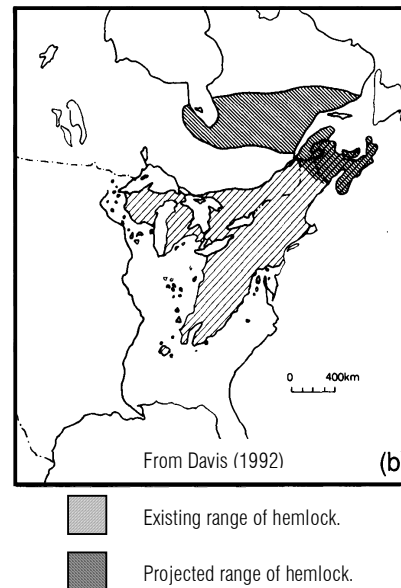 0 400km
From Davis (1992)
(b
Existing range of hemlock.
Projected range of hemlock.